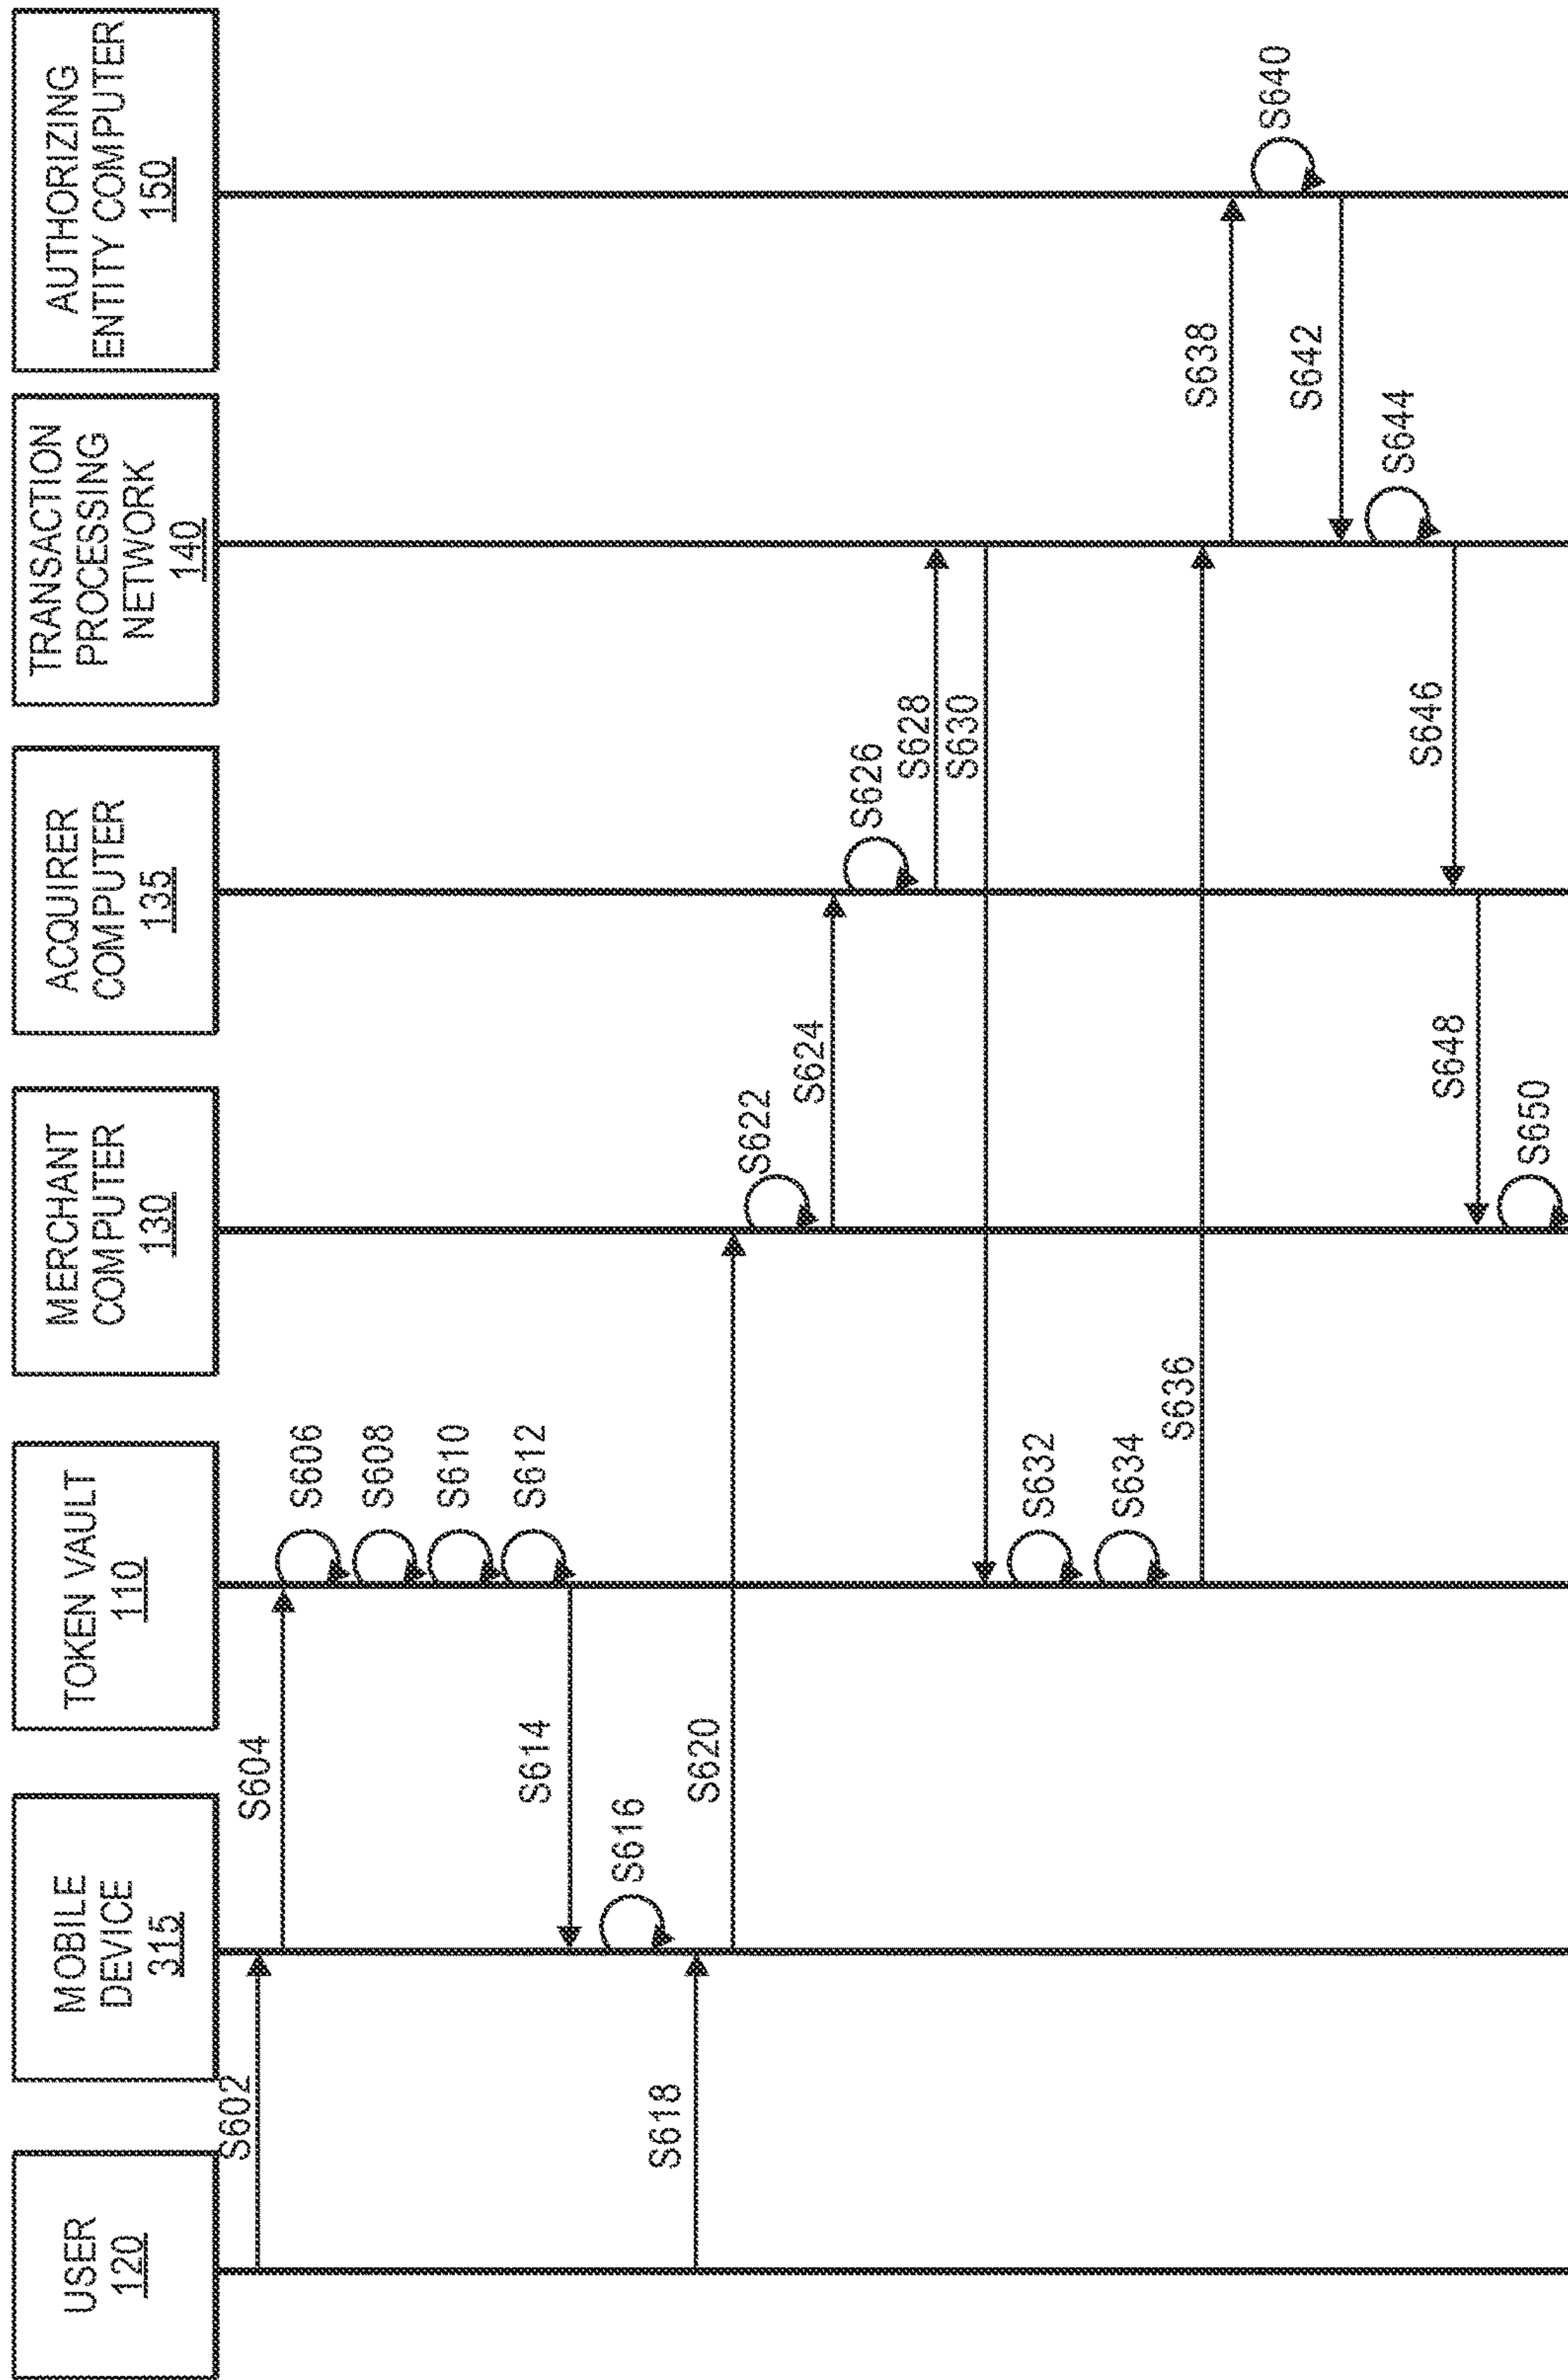 USER
120
MOBILE
DEVICE
315
TOKEN VAULT
110
MERCHANT
COMPUTER
130
ACQUIRER
COMPUTER
135
TRANSACTION
PROCESSING
NETWORK
140
AUTHORIZING
ENTITY COMPUTER
150
S602
S604
S606
S608
S610
S612
S614
S616
S618
S620
S622
S624
S626
S628
S630
S632
S634
S636
S638
S640
S642
S644
S646
S648
S650